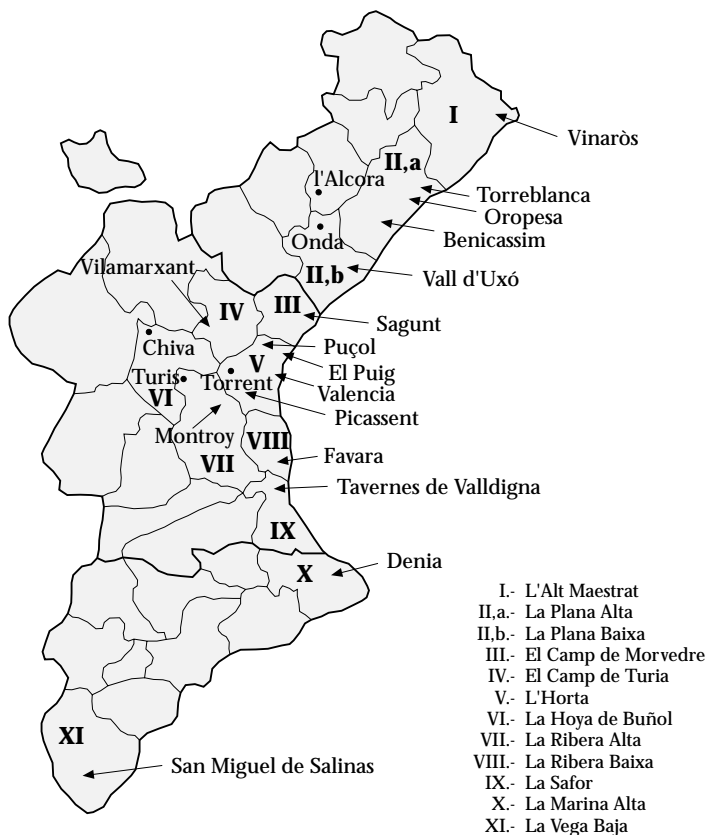 I
Vinaròs
II,a
l'Alcora
Torreblanca
Oropesa
Onda
Benicassim
Vilamarxant
II,b
Vall d'Uxó
IV
III
Sagunt
Chiva
Puçol
V
El Puig
Turis
Torrent
Valencia
VI
Picassent
Montroy
VIII
VII
Favara
Tavernes de Valldigna
IX
Denia
X
I.- L'Alt Maestrat
II,a.- La Plana Alta
II,b.- La Plana Baixa
III.- El Camp de Morvedre
IV.- El Camp de Turia
V.- L'Horta
VI.- La Hoya de Buñol
VII.- La Ribera Alta
VIII.- La Ribera Baixa
IX.- La Safor
X.- La Marina Alta
XI.- La Vega Baja
XI
San Miguel de Salinas